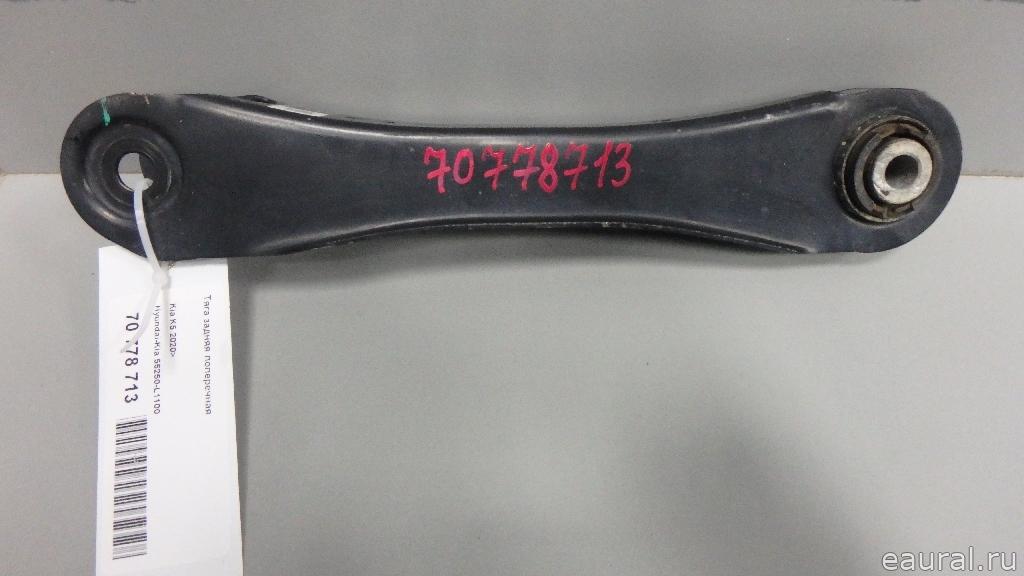 70778713
Тяга задняя поперечная
Kia K5 2020>
Hyundai-Kia 55250-L1100
70 778 713
eaural.ru